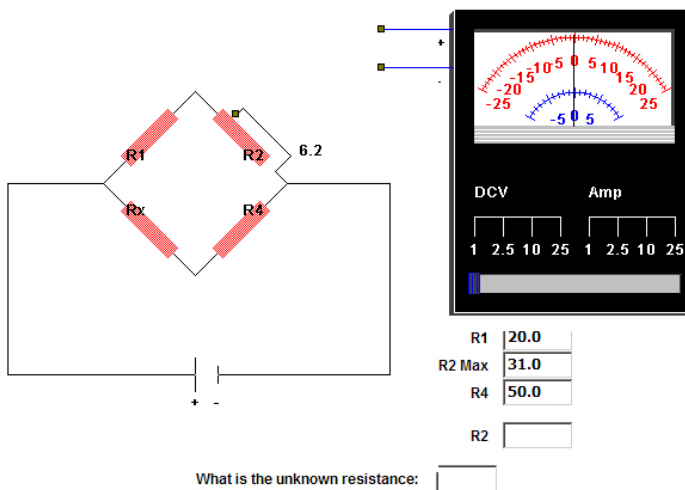 +
-
-25 -20 -15 -10 -5 0 5 10 15 20 25
-5 0 5
R1
R2
6.2
Rx
R4
DCV Amp
1 2.5 10 25 1 2.5 10 25
R1 20.0
R2 Max 31.0
R4 50.0
+ -
R2
What is the unknown resistance: